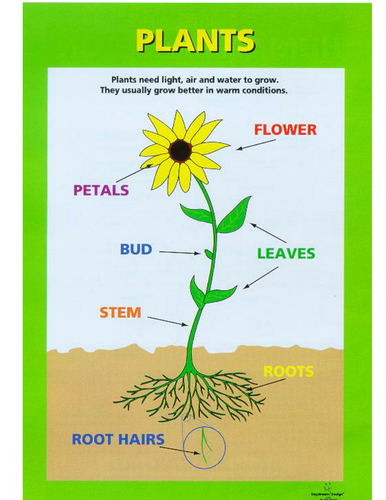 PLANTS
Plants need light, air and water to grow.
They usually grow better in warm conditions.
FLOWER
PETALS
BUD
LEAVES
STEM
ROOTS
ROOT HAIRS